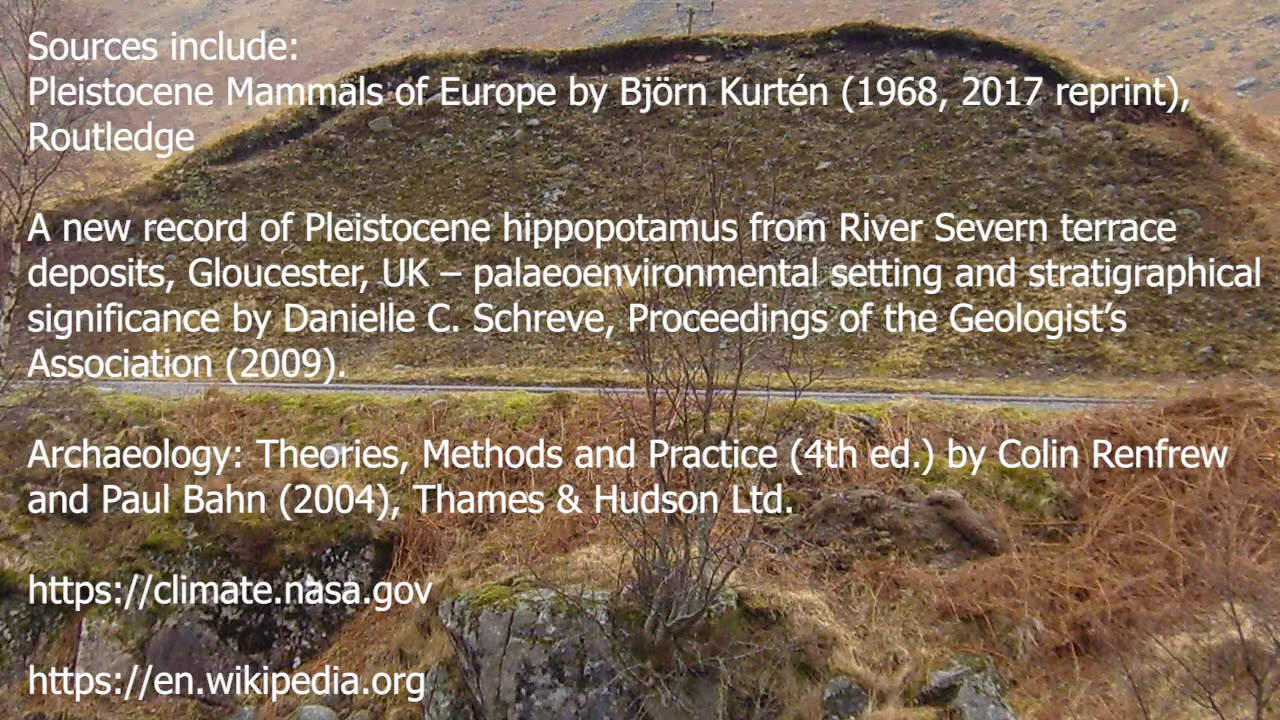 Sources include:
Pleistocene Mammals of Europe by Björn Kurtén (1968, 2017 reprint),
Routledge
A new record of Pleistocene hippopotamus from River Severn terrace
deposits, Gloucester, UK – palaeoenvironmental setting and stratigraphical
significance by Danielle C. Schreve, Proceedings of the Geologist’s
Association (2009).
Archaeology: Theories, Methods and Practice (4th ed.) by Colin Renfrew
and Paul Bahn (2004), Thames & Hudson Ltd.
https://climate.nasa.gov
https://en.wikipedia.org